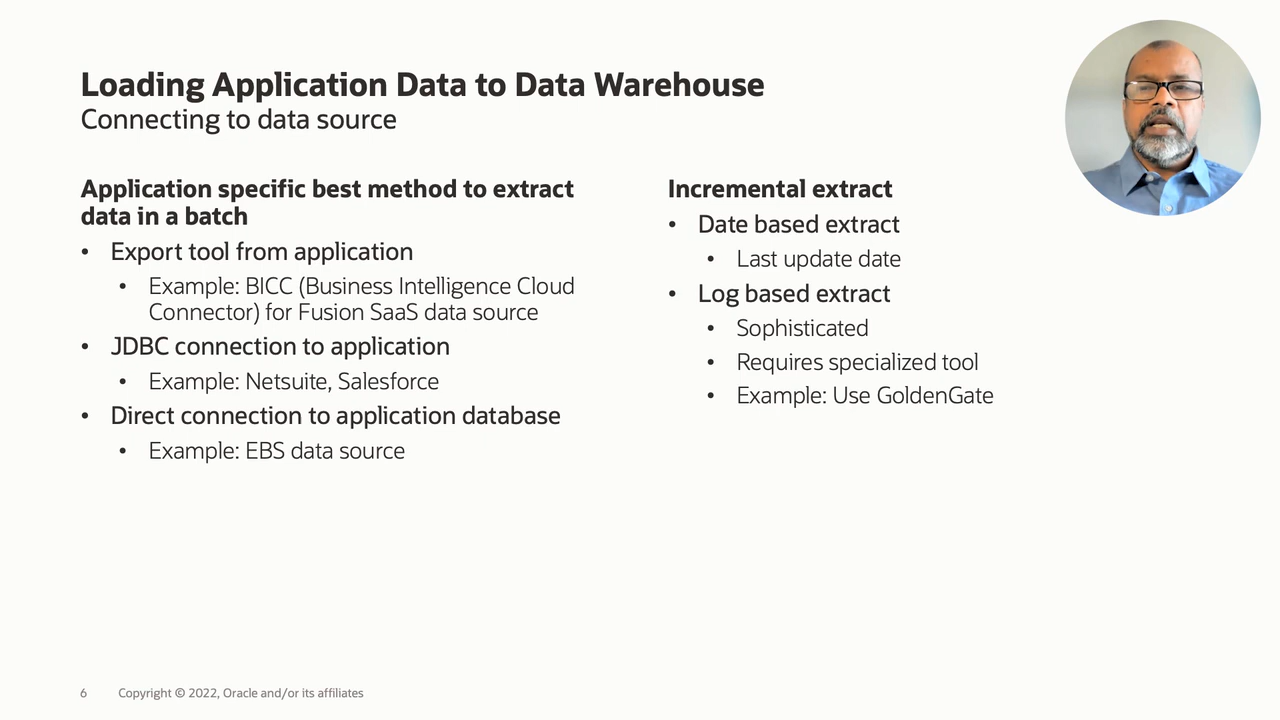 Loading Application Data to Data Warehouse
Connecting to data source
Application specific best method to extract
data in a batch
• Export tool from application
• Example: BICC (Business Intelligence Cloud
Connector) for Fusion SaaS data source
• JDBC connection to application
• Example: Netsuite, Salesforce
• Direct connection to application database
• Example: EBS data source
Incremental extract
• Date based extract
• Last update date
• Log based extract
• Sophisticated
• Requires specialized tool
• Example: Use GoldenGate
6 Copyright © 2022, Oracle and/or its affiliates